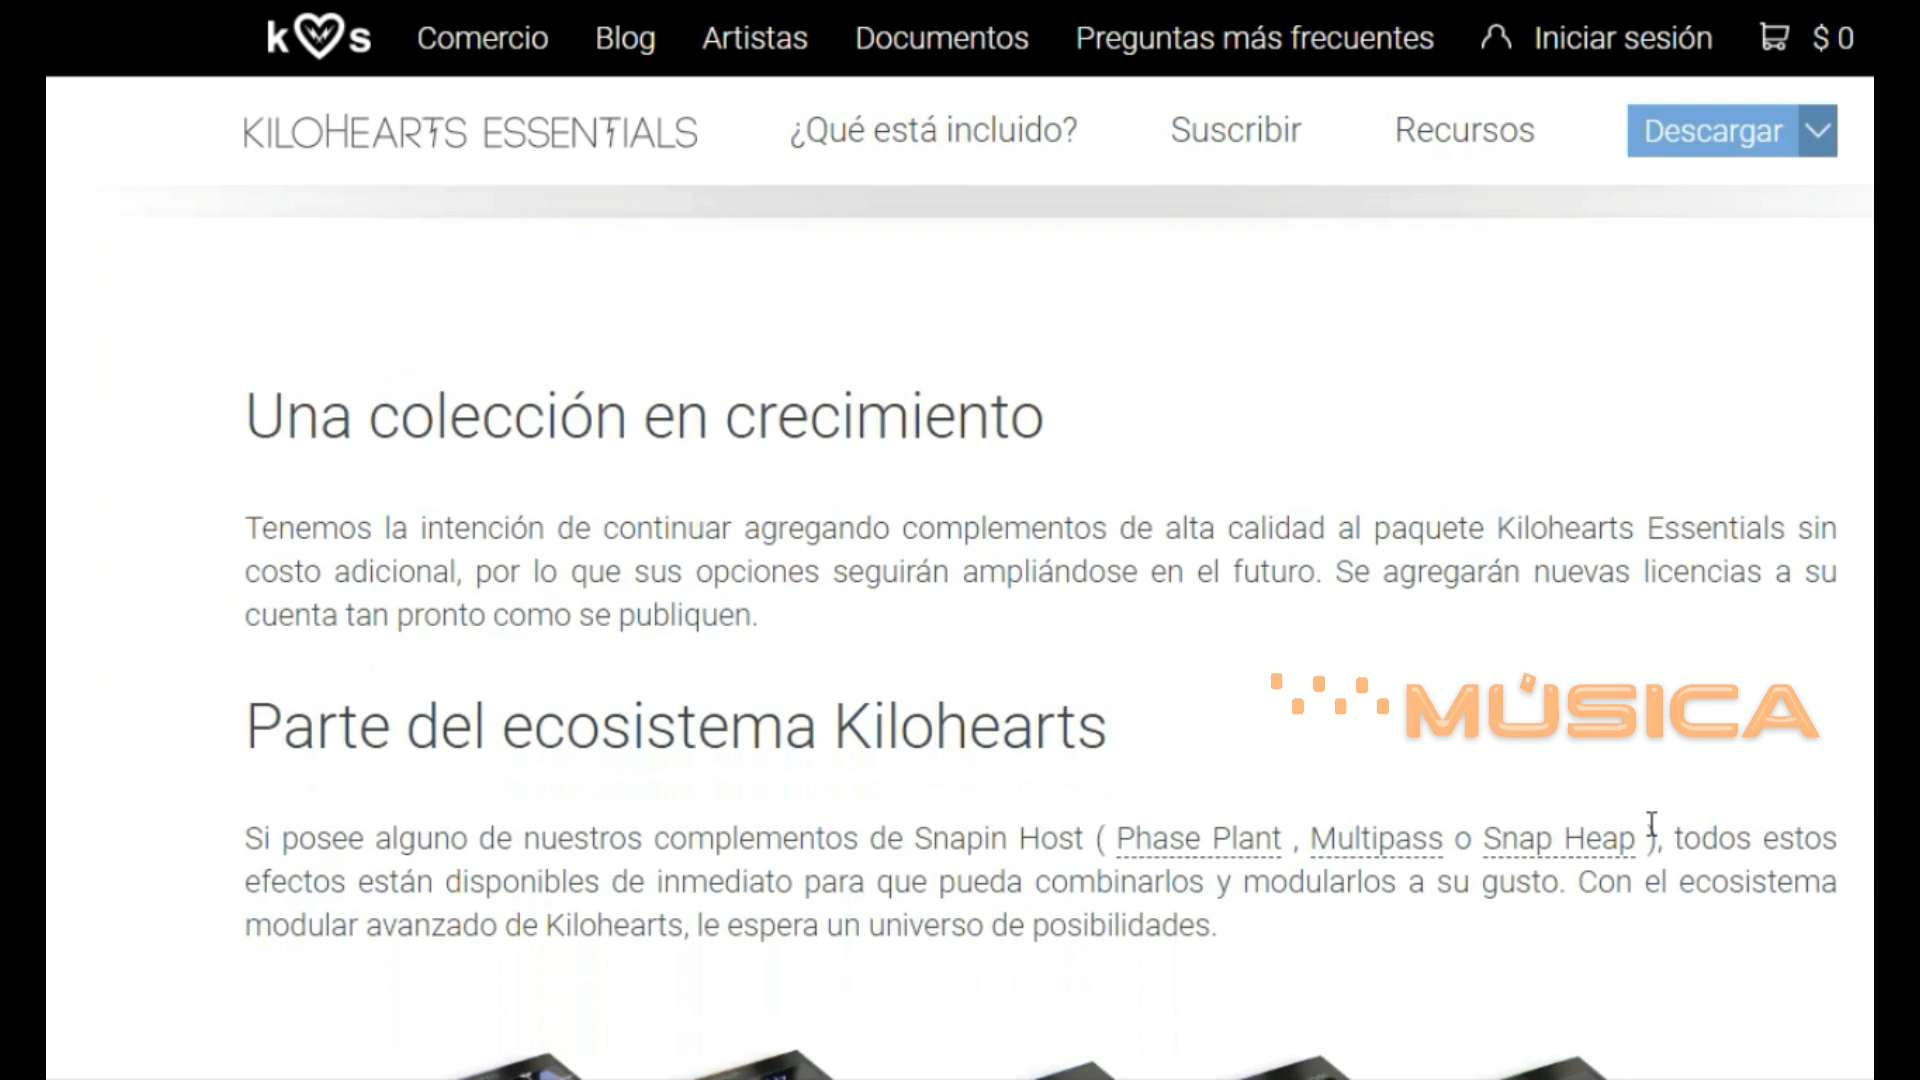 k s Comercio Blog Artistas Documentos Preguntas más frecuentes Iniciar sesión $ 0
KILOHEARTS ESSENTIALS ¿Qué está incluido? Suscribir Recursos Descargar
Una colección en crecimiento
Tenemos la intención de continuar agregando complementos de alta calidad al paquete Kilohearts Essentials sin
costo adicional, por lo que sus opciones seguirán ampliándose en el futuro. Se agregarán nuevas licencias a su
cuenta tan pronto como se publiquen.
MÚSICA
Parte del ecosistema Kilohearts
Si posee alguno de nuestros complementos de Snapin Host ( Phase Plant , Multipass o Snap Heap ), todos estos
efectos están disponibles de inmediato para que pueda combinarlos y modularlos a su gusto. Con el ecosistema
modular avanzado de Kilohearts, le espera un universo de posibilidades.